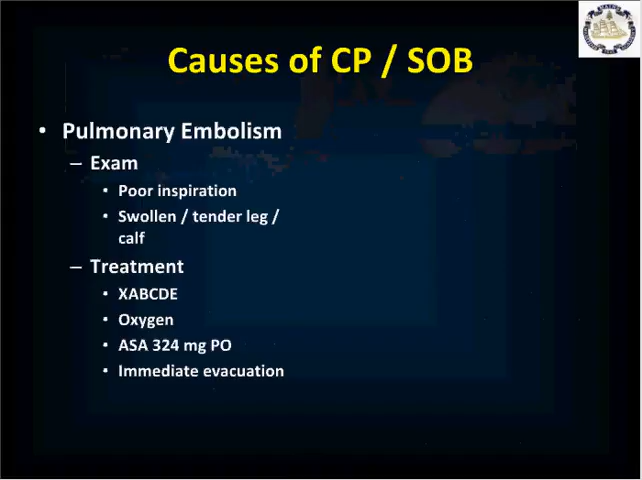 Causes of CP / SOB
• Pulmonary Embolism
– Exam
• Poor inspiration
• Swollen / tender leg /
calf
– Treatment
• XABCDE
• Oxygen
• ASA 324 mg PO
• Immediate evacuation